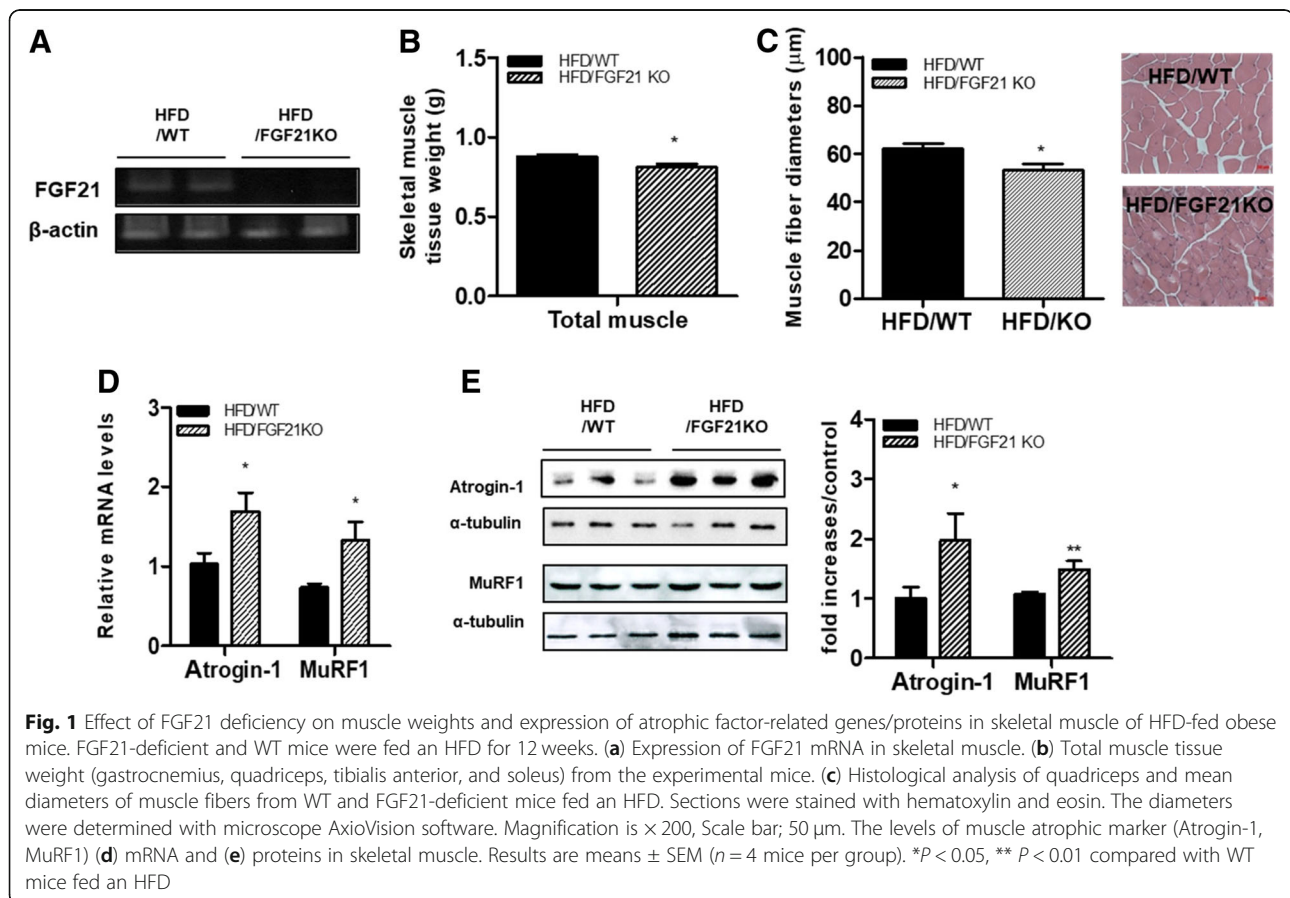 A
HFD
/WT
HFD
/FGF21KO
FGF21
β-actin
B
Skeletal muscle
tissue weight (g)
1.5
1.0
0.5
0.0
HFD/WT
HFD/FGF21 KO
*
Total muscle
C
Muscle fiber diameters (μm)
100
80
60
40
20
0
HFD/WT
HFD/FGF21 KO
*
HFD/WT
HFD/KO
HFD/WT
HFD/FGF21KO
D
Relative mRNA levels
3
2
1
0
HFD/WT
HFD/FGF21KO
*
*
Atrogin-1
MuRF1
E
HFD
/WT
HFD
/FGF21KO
Atrogin-1
α-tubulin
MuRF1
α-tubulin
fold increases/control
4
3
2
1
0
HFD/WT
HFD/FGF21 KO
*
**
Atrogin-1
MuRF1
Fig. 1 Effect of FGF21 deficiency on muscle weights and expression of atrophic factor-related genes/proteins in skeletal muscle of HFD-fed obese
mice. FGF21-deficient and WT mice were fed an HFD for 12 weeks. (a) Expression of FGF21 mRNA in skeletal muscle. (b) Total muscle tissue
weight (gastrocnemius, quadriceps, tibialis anterior, and soleus) from the experimental mice. (c) Histological analysis of quadriceps and mean
diameters of muscle fibers from WT and FGF21-deficient mice fed an HFD. Sections were stained with hematoxylin and eosin. The diameters
were determined with microscope AxioVision software. Magnification is × 200, Scale bar; 50 μm. The levels of muscle atrophic marker (Atrogin-1,
MuRF1) (d) mRNA and (e) proteins in skeletal muscle. Results are means ± SEM (n = 4 mice per group). *P < 0.05, ** P < 0.01 compared with WT
mice fed an HFD